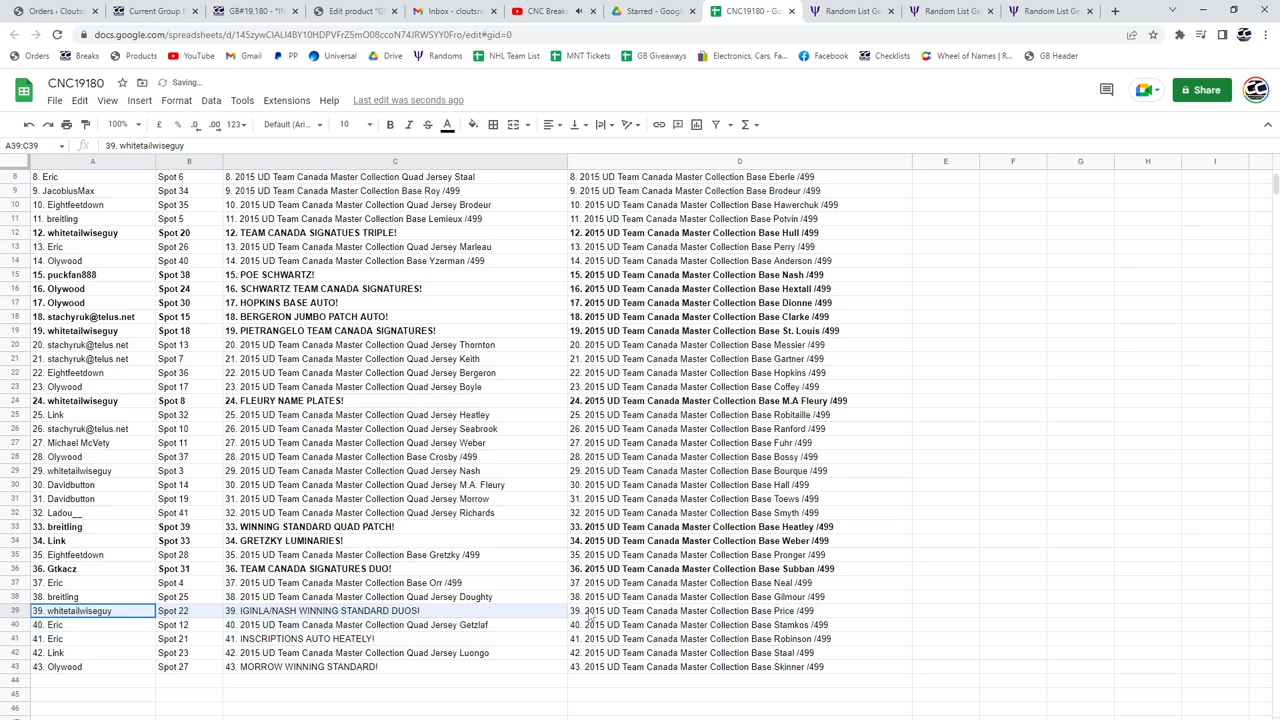 Orders ‹ Cloutsn
Current Group B
GB#19,180 - *IN
Edit product "G
Inbox - cloutsno
CNC Breaks
Starred - Google
CNC19180 - Go
Random List Ge
Random List Ge
Random List Ge
docs.google.com/spreadsheets/d/145zywCIALl4BY10HDPVFrZ5mO08ccoN74JRWSYY0Fro/edit#gid=0
Orders Breaks Products YouTube Gmail PP Universal Drive Randoms NHL Team List MNT Tickets GB Giveaways Electronics, Cars, Fa... Facebook Checklists Wheel of Names | R... GB Header
CNC19180 Saving...
File Edit View Insert Format Data Tools Extensions Help Last edit was seconds ago
Share
100% £ % .0 .00 123 Default (Ari... 10 B I S A Σ
A39:C39 fx 39. whitetailwiseguy
A B C D E F G H I
8 8. Eric Spot 6 8. 2015 UD Team Canada Master Collection Quad Jersey Staal 8. 2015 UD Team Canada Master Collection Base Eberle /499
9 9. JacobiusMax Spot 34 9. 2015 UD Team Canada Master Collection Base Roy /499 9. 2015 UD Team Canada Master Collection Base Brodeur /499
10 10. Eightfeetdown Spot 35 10. 2015 UD Team Canada Master Collection Quad Jersey Brodeur 10. 2015 UD Team Canada Master Collection Base Hawerchuk /499
11 11. breitling Spot 5 11. 2015 UD Team Canada Master Collection Base Lemieux /499 11. 2015 UD Team Canada Master Collection Base Potvin /499
12 12. whitetailwiseguy Spot 20 12. TEAM CANADA SIGNATUES TRIPLE! 12. 2015 UD Team Canada Master Collection Base Hull /499
13 13. Eric Spot 26 13. 2015 UD Team Canada Master Collection Quad Jersey Marleau 13. 2015 UD Team Canada Master Collection Base Perry /499
14 14. Olywood Spot 40 14. 2015 UD Team Canada Master Collection Base Yzerman /499 14. 2015 UD Team Canada Master Collection Base Anderson /499
15 15. puckfan888 Spot 38 15. POE SCHWARTZ! 15. 2015 UD Team Canada Master Collection Base Nash /499
16 16. Olywood Spot 24 16. SCHWARTZ TEAM CANADA SIGNATURES! 16. 2015 UD Team Canada Master Collection Base Hextall /499
17 17. Olywood Spot 30 17. HOPKINS BASE AUTO! 17. 2015 UD Team Canada Master Collection Base Dionne /499
18 18. stachyruk@telus.net Spot 15 18. BERGERON JUMBO PATCH AUTO! 18. 2015 UD Team Canada Master Collection Base Clarke /499
19 19. whitetailwiseguy Spot 18 19. PIETRANGELO TEAM CANADA SIGNATURES! 19. 2015 UD Team Canada Master Collection Base St. Louis /499
20 20. stachyruk@telus.net Spot 13 20. 2015 UD Team Canada Master Collection Quad Jersey Thornton 20. 2015 UD Team Canada Master Collection Base Messier /499
21 21. stachyruk@telus.net Spot 7 21. 2015 UD Team Canada Master Collection Quad Jersey Keith 21. 2015 UD Team Canada Master Collection Base Gartner /499
22 22. Eightfeetdown Spot 36 22. 2015 UD Team Canada Master Collection Quad Jersey Bergeron 22. 2015 UD Team Canada Master Collection Base Hopkins /499
23 23. Olywood Spot 17 23. 2015 UD Team Canada Master Collection Quad Jersey Boyle 23. 2015 UD Team Canada Master Collection Base Coffey /499
24 24. whitetailwiseguy Spot 8 24. FLEURY NAME PLATES! 24. 2015 UD Team Canada Master Collection Base M.A Fleury /499
25 25. Link Spot 32 25. 2015 UD Team Canada Master Collection Quad Jersey Heatley 25. 2015 UD Team Canada Master Collection Base Robitaille /499
26 26. stachyruk@telus.net Spot 10 26. 2015 UD Team Canada Master Collection Quad Jersey Seabrook 26. 2015 UD Team Canada Master Collection Base Ranford /499
27 27. Michael McVety Spot 11 27. 2015 UD Team Canada Master Collection Quad Jersey Weber 27. 2015 UD Team Canada Master Collection Base Fuhr /499
28 28. Olywood Spot 37 28. 2015 UD Team Canada Master Collection Base Crosby /499 28. 2015 UD Team Canada Master Collection Base Bossy /499
29 29. whitetailwiseguy Spot 3 29. 2015 UD Team Canada Master Collection Quad Jersey Nash 29. 2015 UD Team Canada Master Collection Base Bourque /499
30 30. Davidbutton Spot 14 30. 2015 UD Team Canada Master Collection Quad Jersey M.A. Fleury 30. 2015 UD Team Canada Master Collection Base Hall /499
31 31. Davidbutton Spot 19 31. 2015 UD Team Canada Master Collection Quad Jersey Morrow 31. 2015 UD Team Canada Master Collection Base Toews /499
32 32. Ladou__ Spot 41 32. 2015 UD Team Canada Master Collection Quad Jersey Richards 32. 2015 UD Team Canada Master Collection Base Smyth /499
33 33. breitling Spot 39 33. WINNING STANDARD QUAD PATCH! 33. 2015 UD Team Canada Master Collection Base Heatley /499
34 34. Link Spot 33 34. GRETZKY LUMINARIES! 34. 2015 UD Team Canada Master Collection Base Weber /499
35 35. Eightfeetdown Spot 28 35. 2015 UD Team Canada Master Collection Base Gretzky /499 35. 2015 UD Team Canada Master Collection Base Pronger /499
36 36. Gtkacz Spot 31 36. TEAM CANADA SIGNATURES DUO! 36. 2015 UD Team Canada Master Collection Base Subban /499
37 37. Eric Spot 4 37. 2015 UD Team Canada Master Collection Base Orr /499 37. 2015 UD Team Canada Master Collection Base Neal /499
38 38. breitling Spot 25 38. 2015 UD Team Canada Master Collection Quad Jersey Doughty 38. 2015 UD Team Canada Master Collection Base Gilmour /499
39 39. whitetailwiseguy Spot 22 39. IGINLA/NASH WINNING STANDARD DUOS! 39. 2015 UD Team Canada Master Collection Base Price /499
40 40. Eric Spot 12 40. 2015 UD Team Canada Master Collection Quad Jersey Getzlaf 40. 2015 UD Team Canada Master Collection Base Stamkos /499
41 41. Eric Spot 21 41. INSCRIPTIONS AUTO HEATELY! 41. 2015 UD Team Canada Master Collection Base Robinson /499
42 42. Link Spot 23 42. 2015 UD Team Canada Master Collection Quad Jersey Luongo 42. 2015 UD Team Canada Master Collection Base Staal /499
43 43. Olywood Spot 27 43. MORROW WINNING STANDARD! 43. 2015 UD Team Canada Master Collection Base Skinner /499
44
45
46